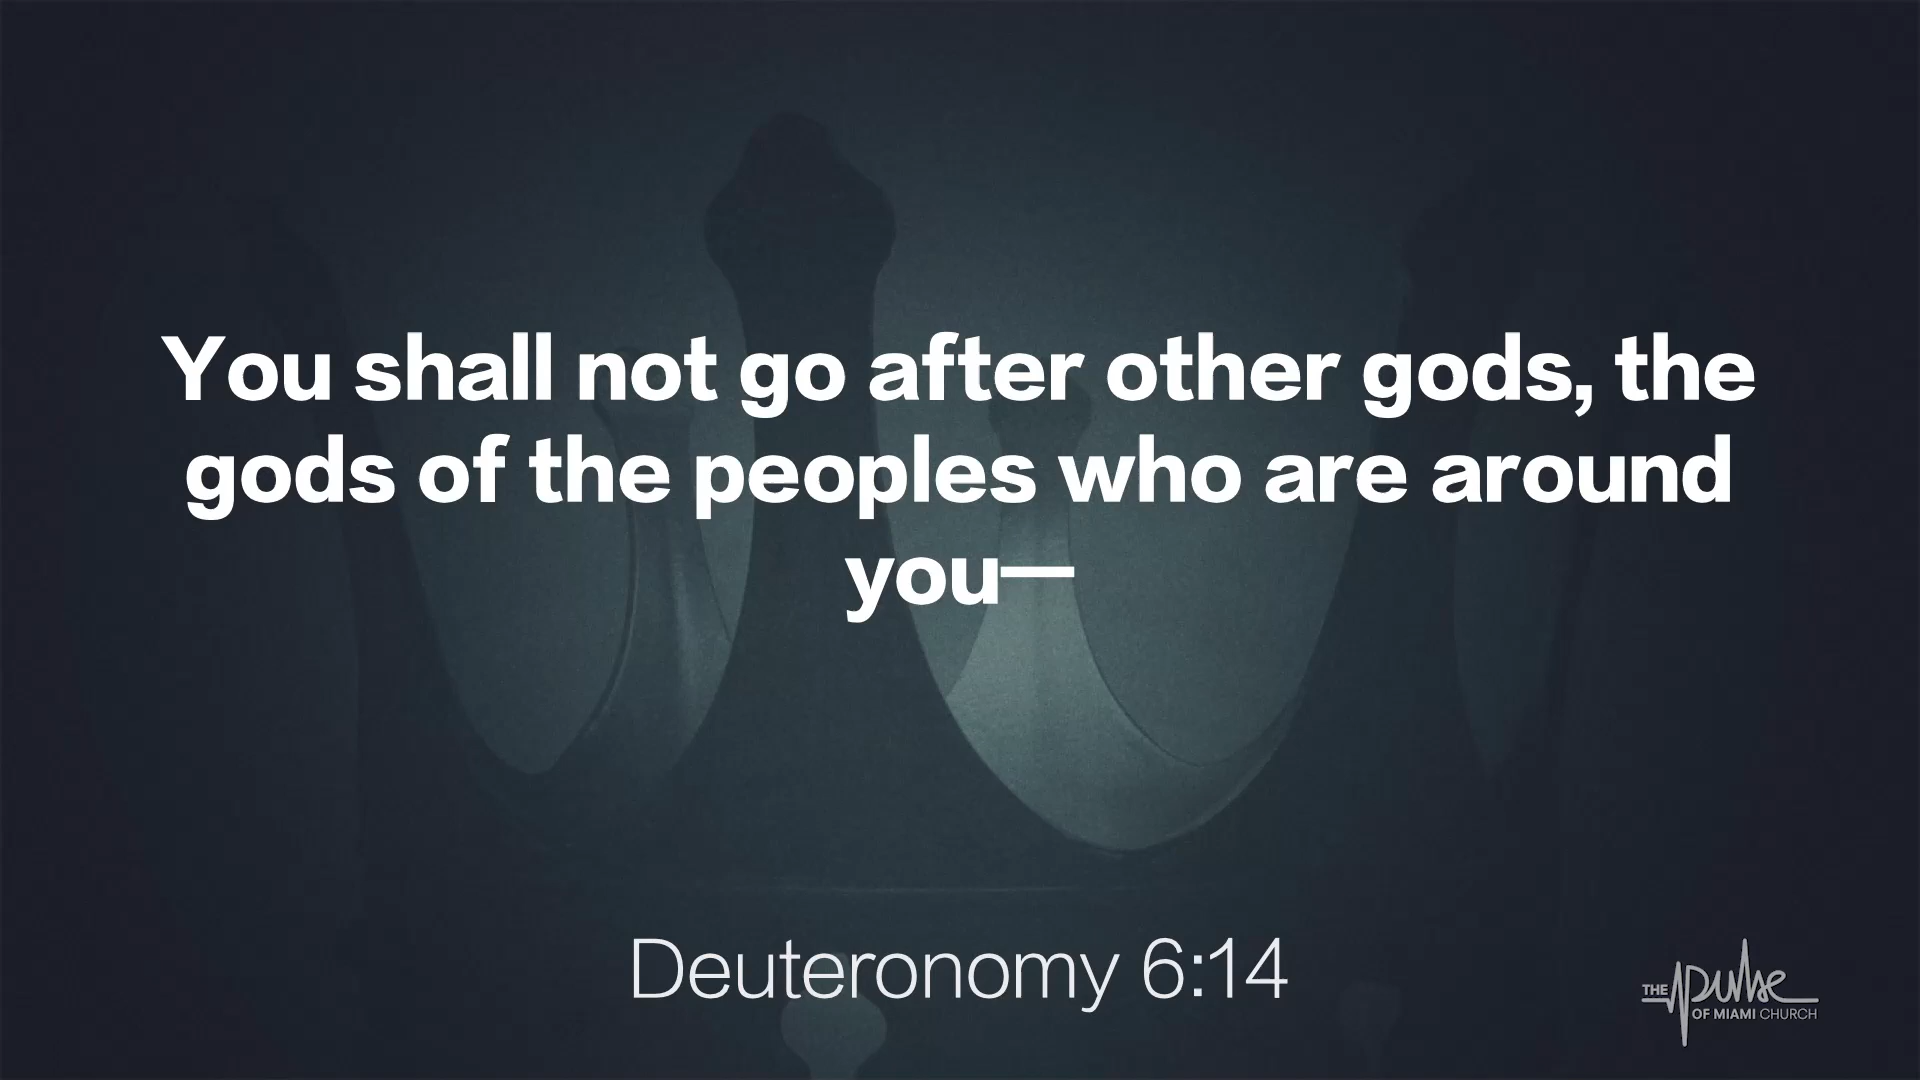 You shall not go after other gods, the
gods of the peoples who are around
you—
Deuteronomy 6:14
THE pulse
OF MIAMI CHURCH